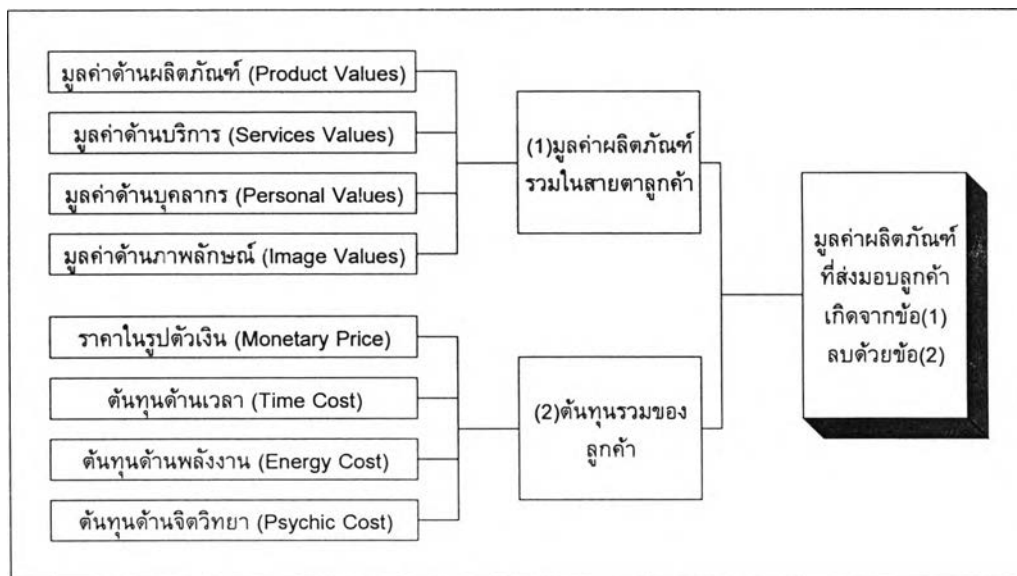 มูลค่าด้านผลิตภัณฑ์ (Product Values)
มูลค่าด้านบริการ (Services Values)
มูลค่าด้านบุคลากร (Personal Values)
มูลค่าด้านภาพลักษณ์ (Image Values)
(1)มูลค่าผลิตภัณฑ์
รวมในสายตาลูกค้า
ราคาในรูปตัวเงิน (Monetary Price)
ต้นทุนด้านเวลา (Time Cost)
ต้นทุนด้านพลังงาน (Energy Cost)
ต้นทุนด้านจิตวิทยา (Psychic Cost)
(2)ต้นทุนรวมของ
ลูกค้า
มูลค่าผลิตภัณฑ์
ที่ส่งมอบลูกค้า
เกิดจากข้อ(1)
ลบด้วยข้อ(2)